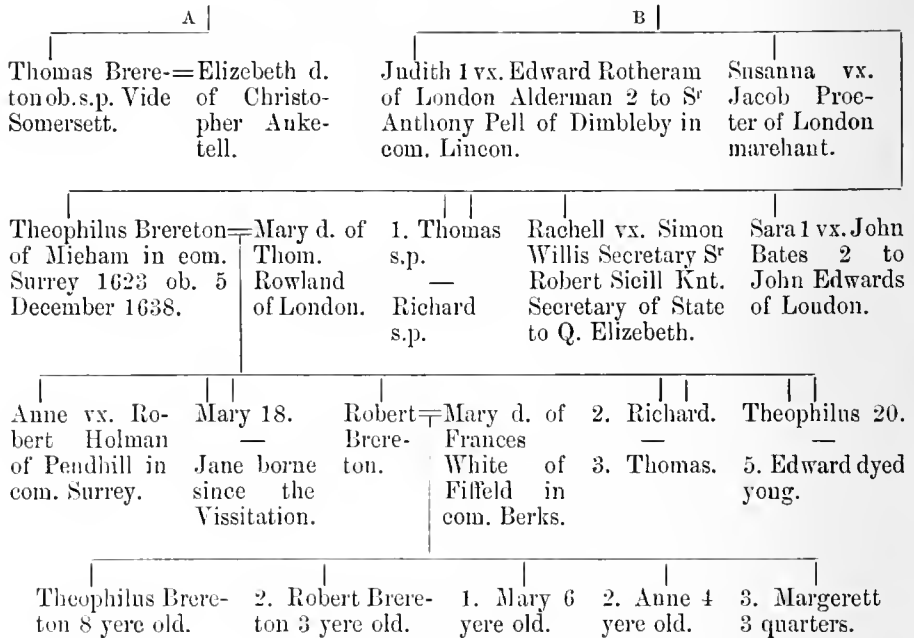 A
B
Thomas Brere-
ton ob. s.p. Vide
Somersett.
Elizebeth d.
of Christo-
pher Anke-
tell.
Judith 1 vx. Edward Rotheram
of London Alderman 2 to Sr
Anthony Pell of Dimbleby in
com. Lincon.
Susanna vx.
Jacob Proc-
ter of London
marchant.
Theophilus Brereton
of Micham in com.
Surrey 1623 ob. 5
December 1638.
Mary d. of
Thom.
Rowland
of London.
1. Thomas
s.p.
—
Richard
s.p.
Rachell vx. Simon
Willis Secretary Sr
Robert Sicill Knt.
Secretary of State
to Q. Elizebeth.
Sara 1 vx. John
Bates 2 to
John Edwards
of London.
Anne vx. Ro-
bert Holman
of Pendhill in
com. Surrey.
Mary 18.
—
Jane borne
since the
Vissitation.
Robert
Brere-
ton.
Mary d. of
Frances
White of
Fiffeld in
com. Berks.
2. Richard.
—
3. Thomas.
Theophilus 20.
—
5. Edward dyed
yong.
Theophilus Brere-
ton 8 yere old.
2. Robert Brere-
ton 3 yere old.
1. Mary 6
yere old.
2. Anne 4
yere old.
3. Margerett
3 quarters.